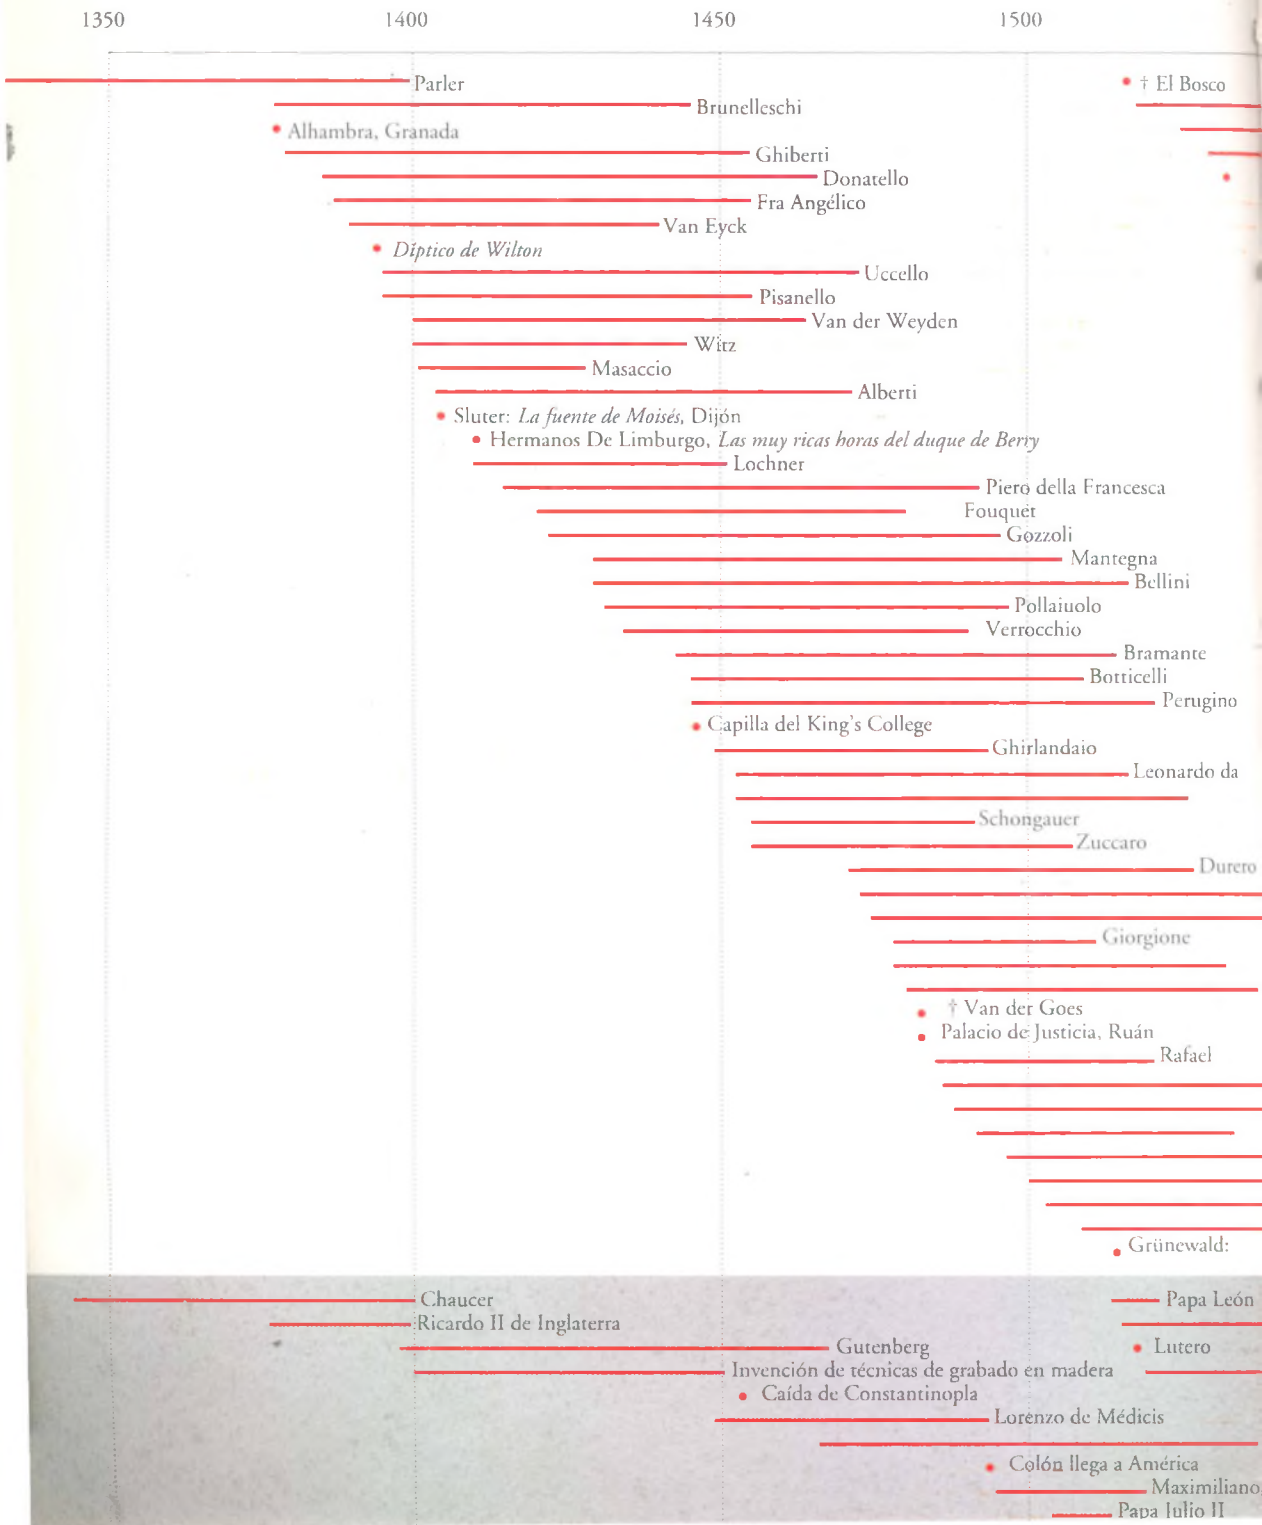 1350 1400 1450 1500
Parler † El Bosco
Brunelleschi
Alhambra, Granada
Ghiberti
Donatello
Fra Angélico
Van Eyck
Díptico de Wilton
Uccello
Pisanello
Van der Weyden
Witz
Masaccio
Alberti
Sluter: La fuente de Moisés, Dijón
Hermanos De Limburgo, Las muy ricas horas del duque de Berry
Lochner
Piero della Francesca
Fouquet
Gozzoli
Mantegna
Bellini
Pollaiuolo
Verrocchio
Bramante
Botticelli
Perugino
Capilla del King's College
Ghirlandaio
Leonardo da
Schongauer
Zuccaro
Durero
Giorgione
† Van der Goes
Palacio de Justicia, Ruán
Rafael
Grünewald:
Chaucer Papa León
Ricardo II de Inglaterra
Gutenberg Lutero
Invención de técnicas de grabado en madera
Caída de Constantinopla
Lorenzo de Médicis
Colón llega a América
Maximiliano
Papa Julio II